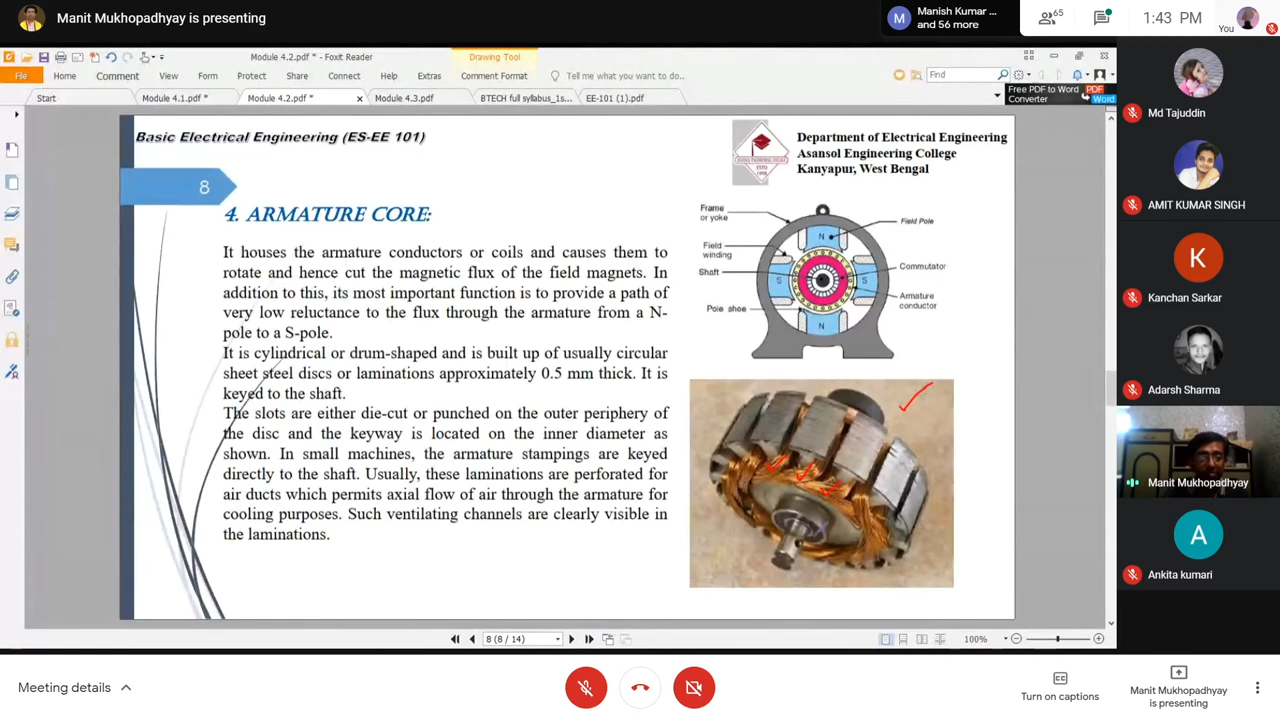 Manit Mukhopadhyay is presenting
Manish Kumar ...
and 56 more
M
65
1:43 PM
You
Module 4.2.pdf * - Foxit Reader
Drawing Tool
File
Home
Comment
View
Form
Protect
Share
Connect
Help
Extras
Comment Format
Tell me what you want to do...
Find
Start
Module 4.1.pdf *
Module 4.2.pdf *
Module 4.3.pdf
BTECH full syllabus_1s...
EE-101 (1).pdf
Free PDF to Word
Converter
PDF
Word
Basic Electrical Engineering (ES-EE 101)
Department of Electrical Engineering
Asansol Engineering College
Kanyapur, West Bengal
8
4. ARMATURE CORE:
It houses the armature conductors or coils and causes them to
rotate and hence cut the magnetic flux of the field magnets. In
addition to this, its most important function is to provide a path of
very low reluctance to the flux through the armature from a N-
pole to a S-pole.
It is cylindrical or drum-shaped and is built up of usually circular
sheet steel discs or laminations approximately 0.5 mm thick. It is
keyed to the shaft.
The slots are either die-cut or punched on the outer periphery of
the disc and the keyway is located on the inner diameter as
shown. In small machines, the armature stampings are keyed
directly to the shaft. Usually, these laminations are perforated for
air ducts which permits axial flow of air through the armature for
cooling purposes. Such ventilating channels are clearly visible in
the laminations.
Frame
or yoke
Field Pole
Field
winding
Shaft
Commutator
Armature
conductor
Pole shoe
N
S
S
N
8 (8 / 14)
100%
Md Tajuddin
AMIT KUMAR SINGH
K
Kanchan Sarkar
Adarsh Sharma
Manit Mukhopadhyay
A
Ankita kumari
Meeting details
Turn on captions
Manit Mukhopadhyay
is presenting